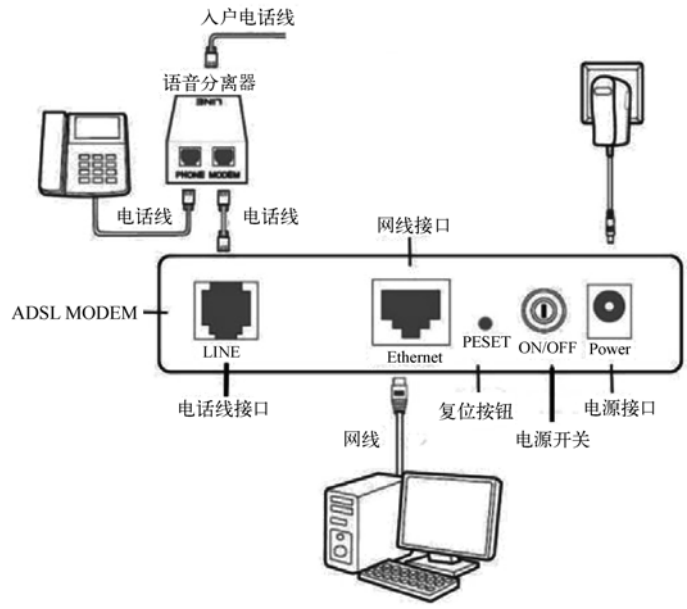 入户电话线
语音分离器
LINE
PHONE MODEM
电话线
电话线
网线接口
ADSL MODEM
LINE
Ethernet
PESET
ON/OFF
Power
电话线接口
网线
复位按钮
电源开关
电源接口